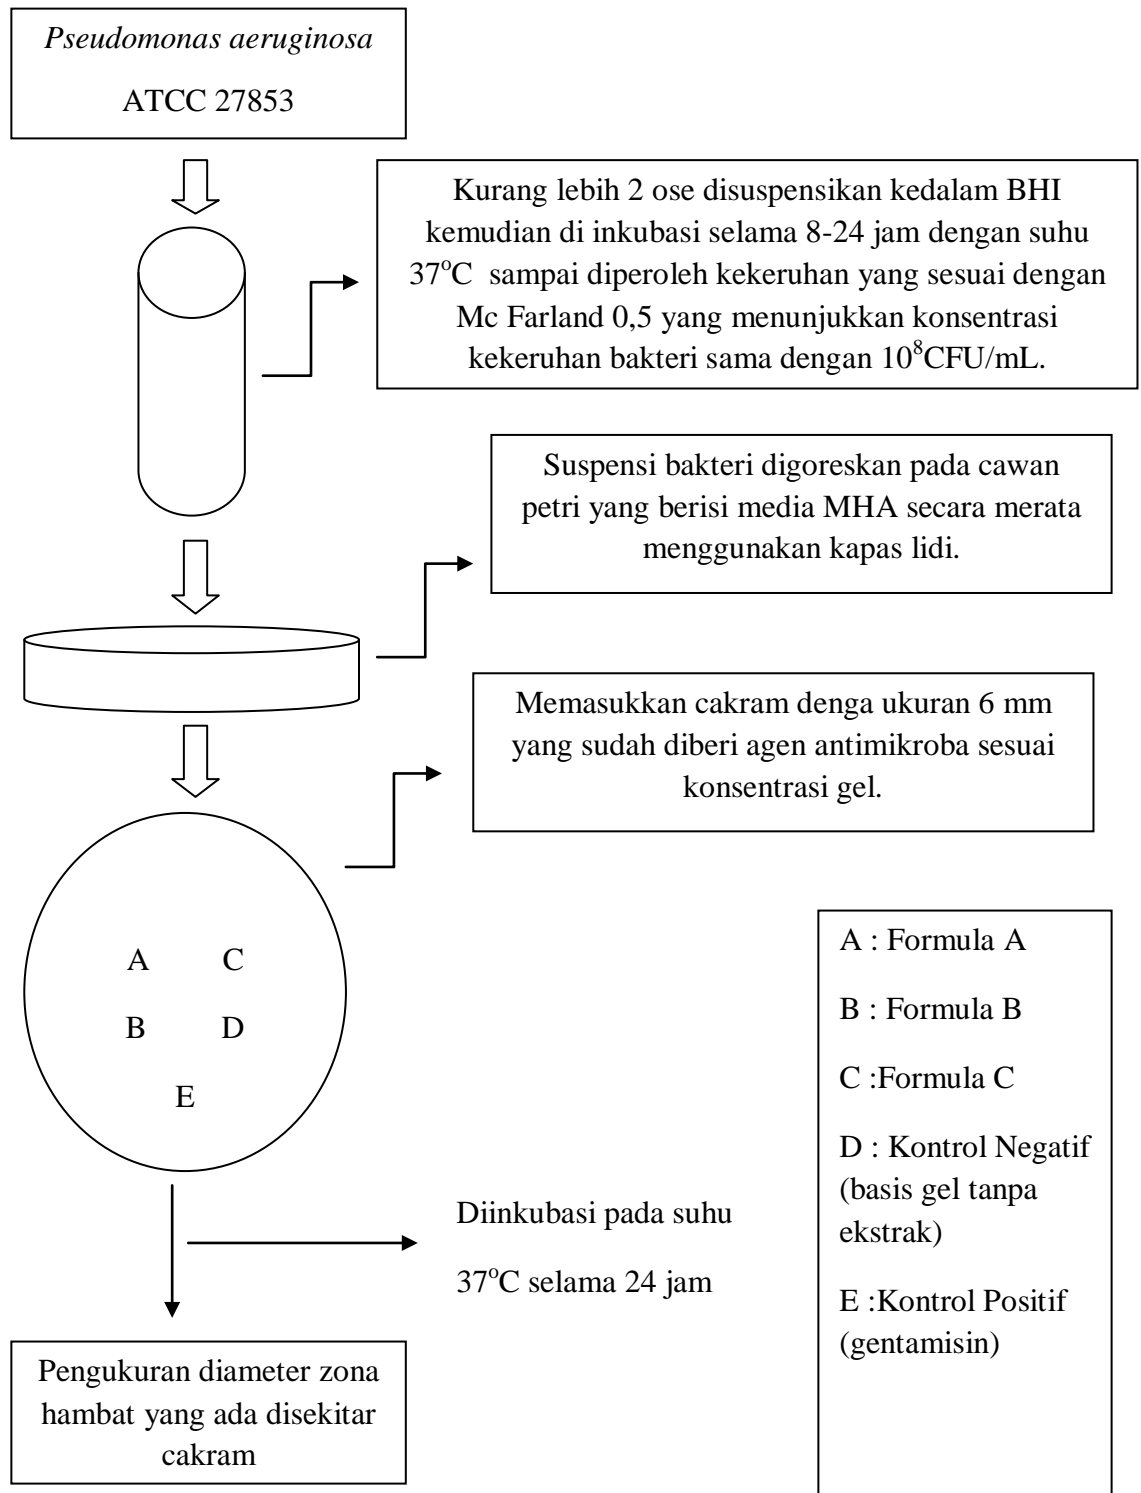 Pseudomonas aeruginosa
ATCC 27853
Kurang lebih 2 ose disuspensikan kedalam BHI
kemudian di inkubasi selama 8-24 jam dengan suhu
37°C sampai diperoleh kekeruhan yang sesuai dengan
Mc Farland 0,5 yang menunjukkan konsentrasi
kekeruhan bakteri sama dengan 10⁸CFU/mL.
Suspensi bakteri digoreskan pada cawan
petri yang berisi media MHA secara merata
menggunakan kapas lidi.
Memasukkan cakram denga ukuran 6 mm
yang sudah diberi agen antimikroba sesuai
konsentrasi gel.
A C
B D
E
A : Formula A
B : Formula B
C :Formula C
D : Kontrol Negatif
(basis gel tanpa
ekstrak)
E :Kontrol Positif
(gentamisin)
Diinkubasi pada suhu
37°C selama 24 jam
Pengukuran diameter zona
hambat yang ada disekitar
cakram